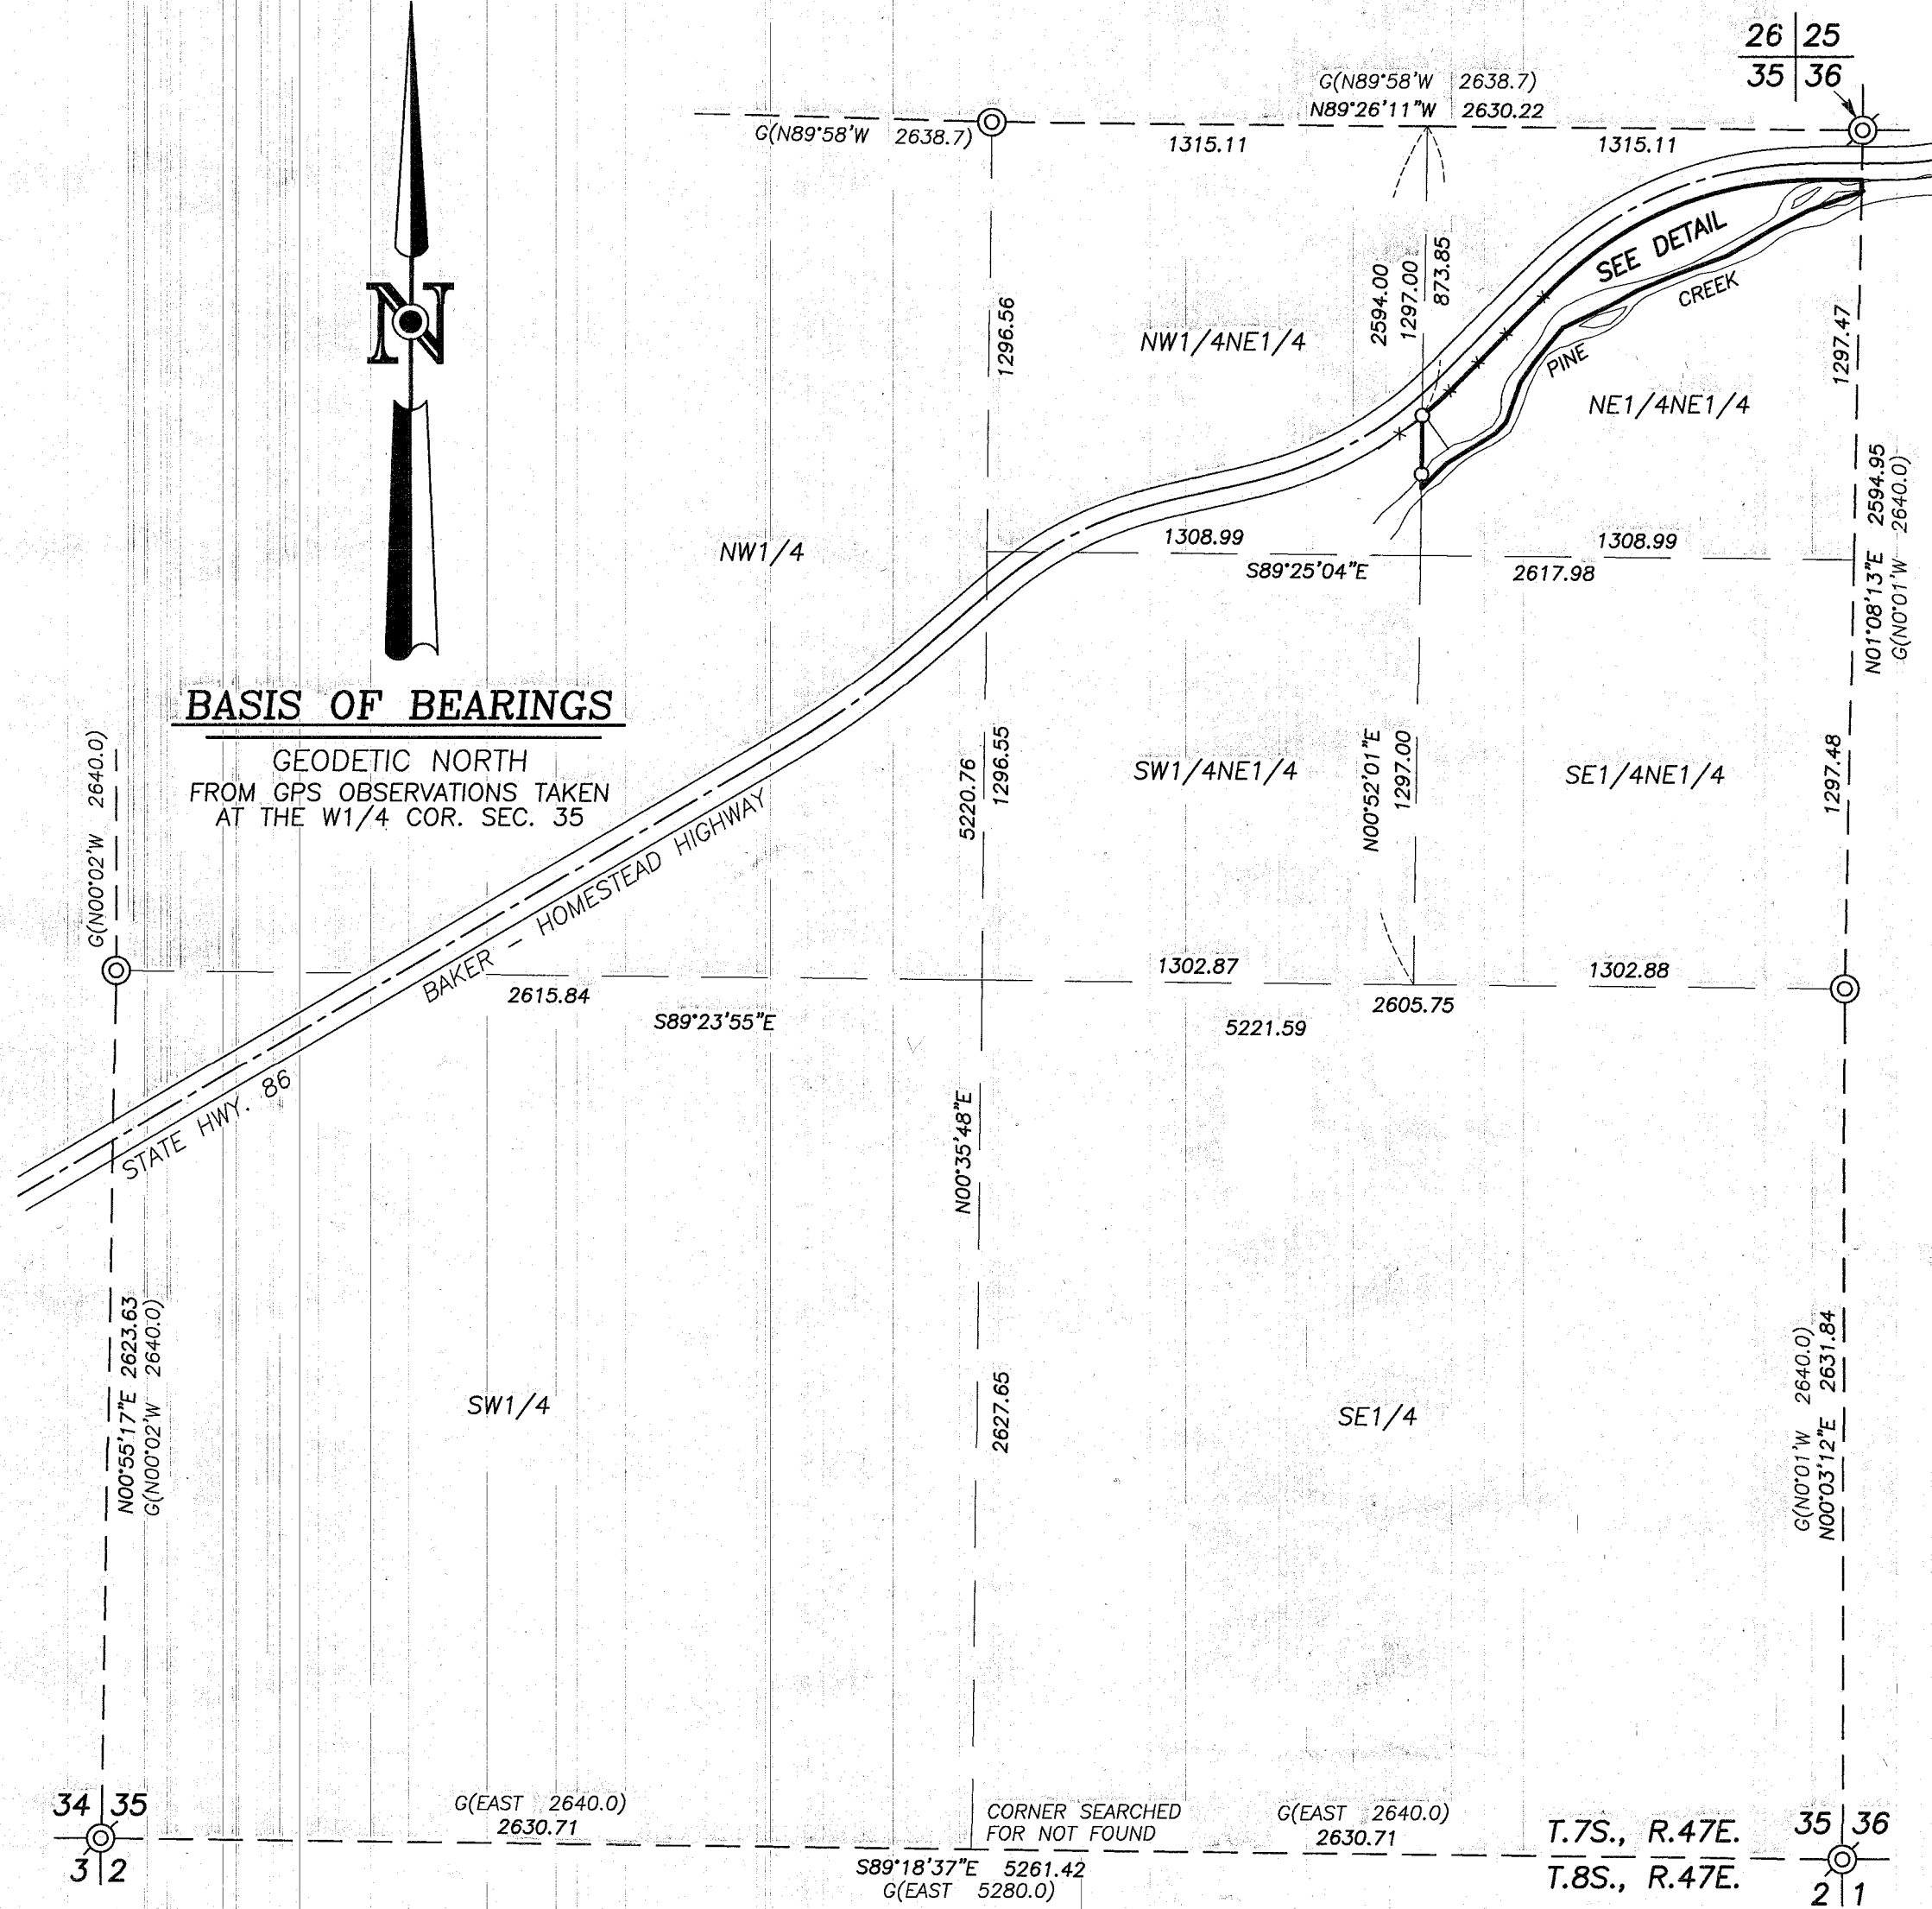 26 25
35 36
G(N89°58'W 2638.7)
N89°26'11"W 2630.22
G(N89°58'W 2638.7)
1315.11
1315.11
N
1296.56
2594.00
1297.00
873.85
SEE DETAIL
PINE
CREEK
1297.47
NW1/4NE1/4
NE1/4NE1/4
NW1/4
1308.99
1308.99
S89°25'04"E
2617.98
N01°08'13"E 2594.95
G(N0°01'W 2640.0)
BASIS OF BEARINGS
GEODETIC NORTH
FROM GPS OBSERVATIONS TAKEN
AT THE W1/4 COR. SEC. 35
G(N00°02'W 2640.0)
5220.76
1296.55
SW1/4NE1/4
N00°52'01"E
1297.00
SE1/4NE1/4
1297.48
BAKER - HOMESTEAD HIGHWAY
STATE HWY. 86
2615.84
S89°23'55"E
1302.87
1302.88
2605.75
5221.59
N00°35'48"E
N00°55'17"E 2623.63
G(N00°02'W 2640.0)
SW1/4
2627.65
SE1/4
G(N0°01'W 2640.0)
N00°03'12"E 2631.84
34 35
3 2
G(EAST 2640.0)
2630.71
CORNER SEARCHED
FOR NOT FOUND
G(EAST 2640.0)
2630.71
S89°18'37"E 5261.42
G(EAST 5280.0)
T.7S., R.47E.
T.8S., R.47E.
35 36
2 1